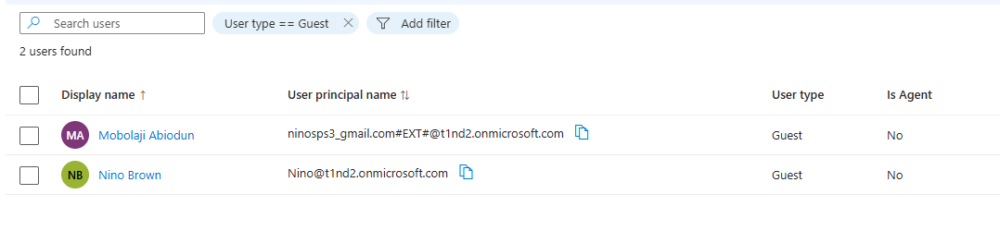 Search users User type == Guest Add filter
2 users found
Display name ↑ User principal name ↑↓ User type Is Agent
MA Mobolaji Abiodun ninosps3_gmail.com#EXT#@t1nd2.onmicrosoft.com Guest No
NB Nino Brown Nino@t1nd2.onmicrosoft.com Guest No